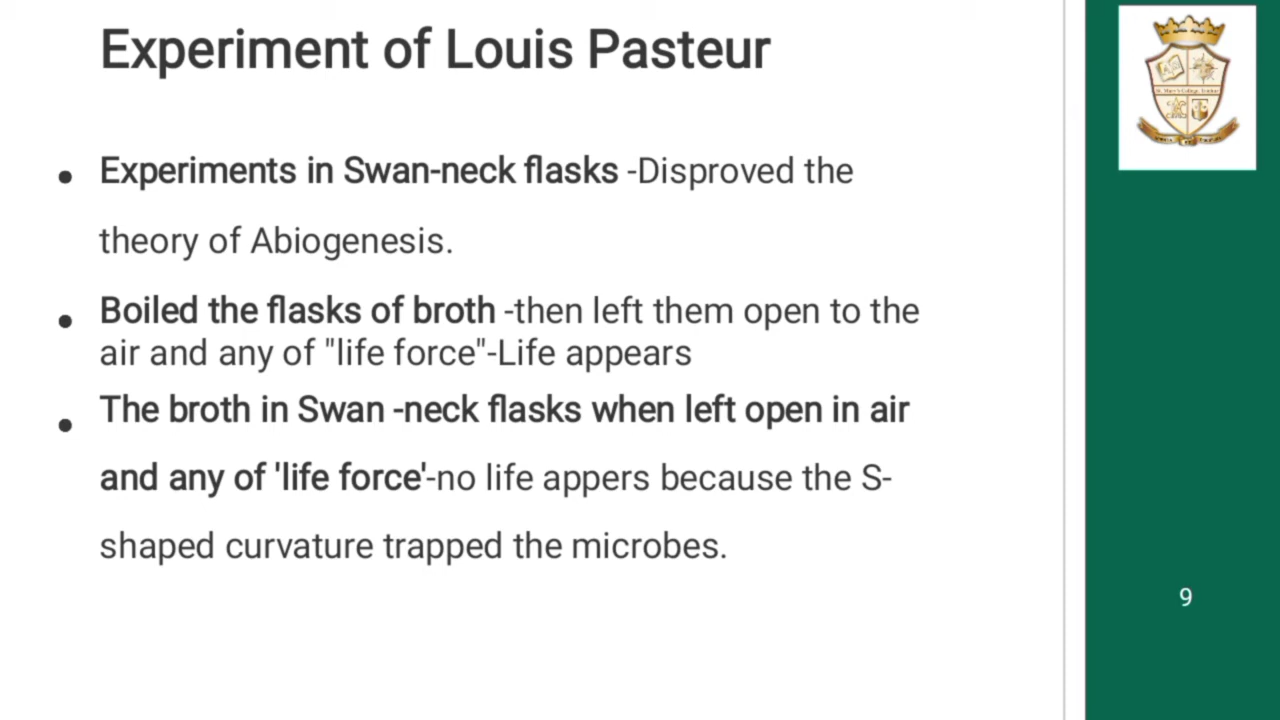 Experiment of Louis Pasteur
Experiments in Swan-neck flasks -Disproved the
theory of Abiogenesis.
Boiled the flasks of broth -then left them open to the
air and any of "life force"-Life appears
The broth in Swan -neck flasks when left open in air
and any of 'life force'-no life appers because the S-
shaped curvature trapped the microbes.
9